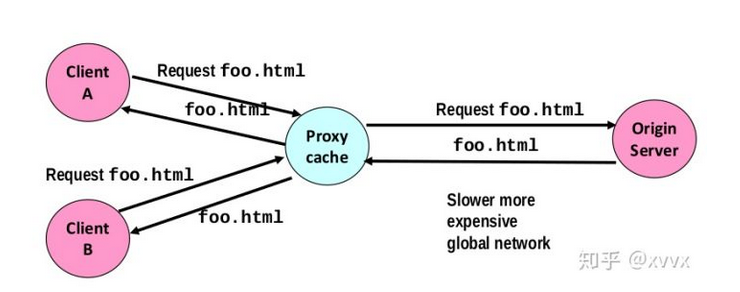 Client
A
Request foo.html
foo.html
Proxy
cache
Request foo.html
foo.html
Origin
Server
Request foo.html
foo.html
Client
B
Slower more
expensive
global network
知乎 @xvvx